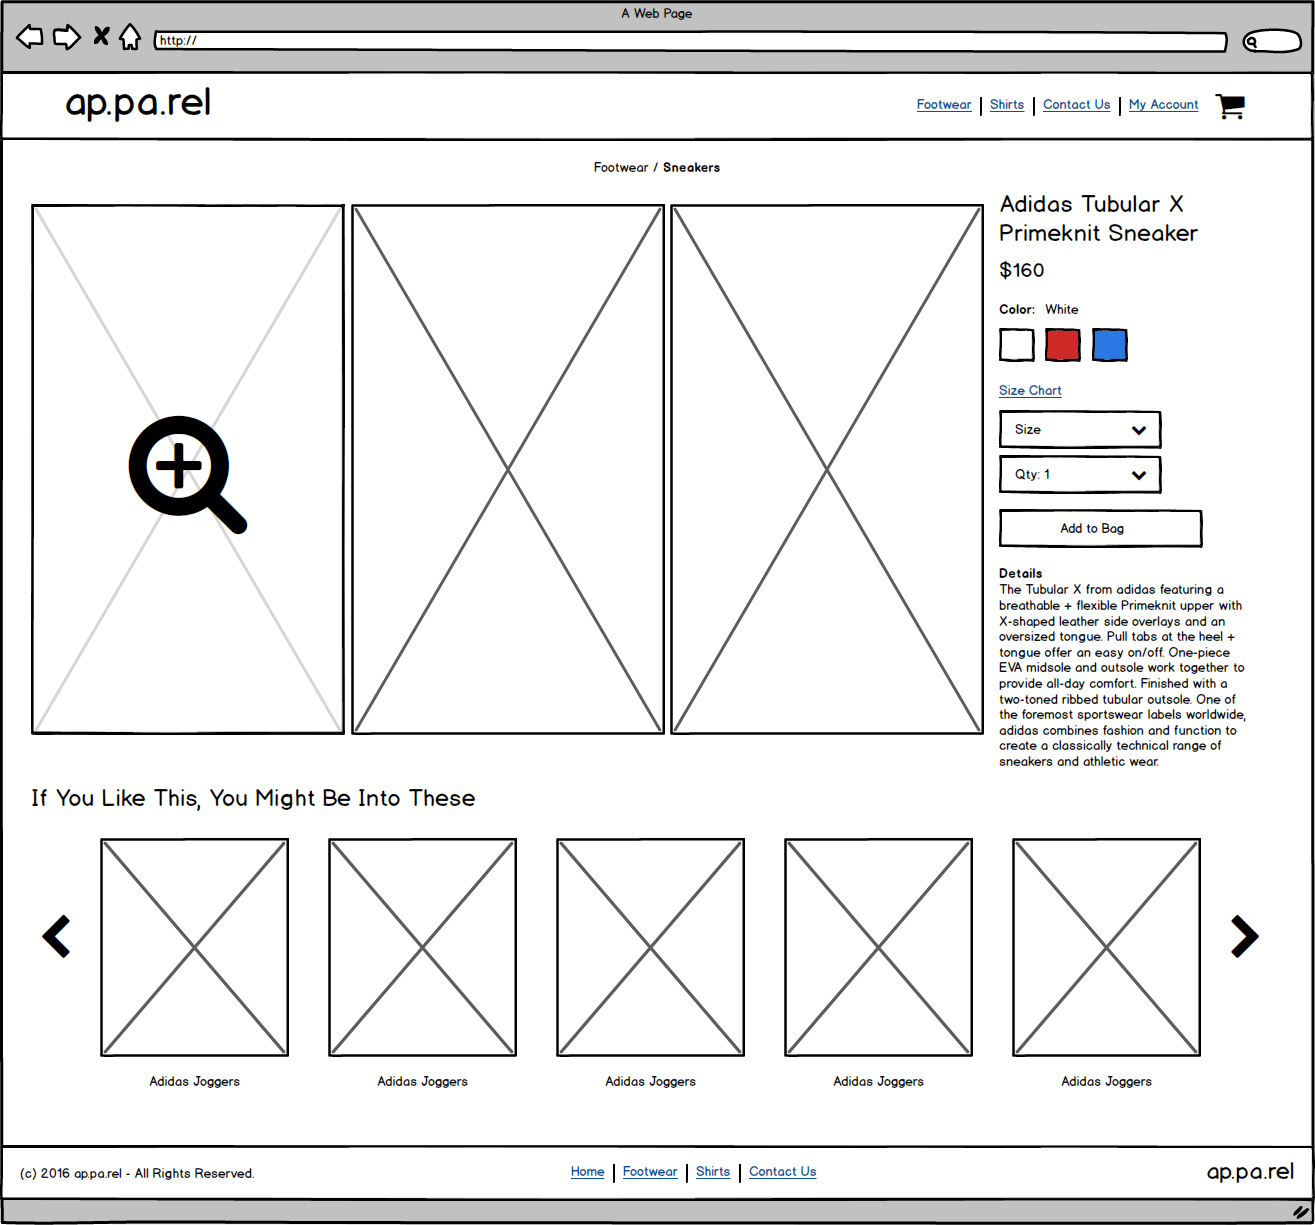 A Web Page
http://
ap.pa.rel
Footwear | Shirts | Contact Us | My Account
Footwear / Sneakers
Adidas Tubular X
Primeknit Sneaker
$160
Color: White
Size Chart
Size
Qty: 1
Add to Bag
Details
The Tubular X from adidas featuring a
breathable + flexible Primeknit upper with
X-shaped leather side overlays and an
oversized tongue. Pull tabs at the heel +
tongue offer an easy on/off. One-piece
EVA midsole and outsole work together to
provide all-day comfort. Finished with a
two-toned ribbed tubular outsole. One of
the foremost sportswear labels worldwide,
adidas combines fashion and function to
create a classically technical range of
sneakers and athletic wear.
If You Like This, You Might Be Into These
Adidas Joggers
Adidas Joggers
Adidas Joggers
Adidas Joggers
Adidas Joggers
(c) 2016 ap.pa.rel - All Rights Reserved.
Home | Footwear | Shirts | Contact Us
ap.pa.rel